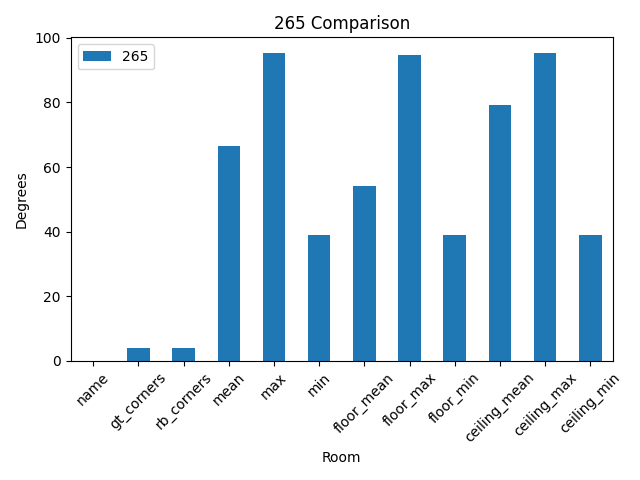 265 Comparison
265
100
80
60
40
20
0
Degrees
name
gt_corners
rb_corners
mean
max
min
floor_mean
floor_max
floor_min
ceiling_mean
ceiling_max
ceiling_min
Room